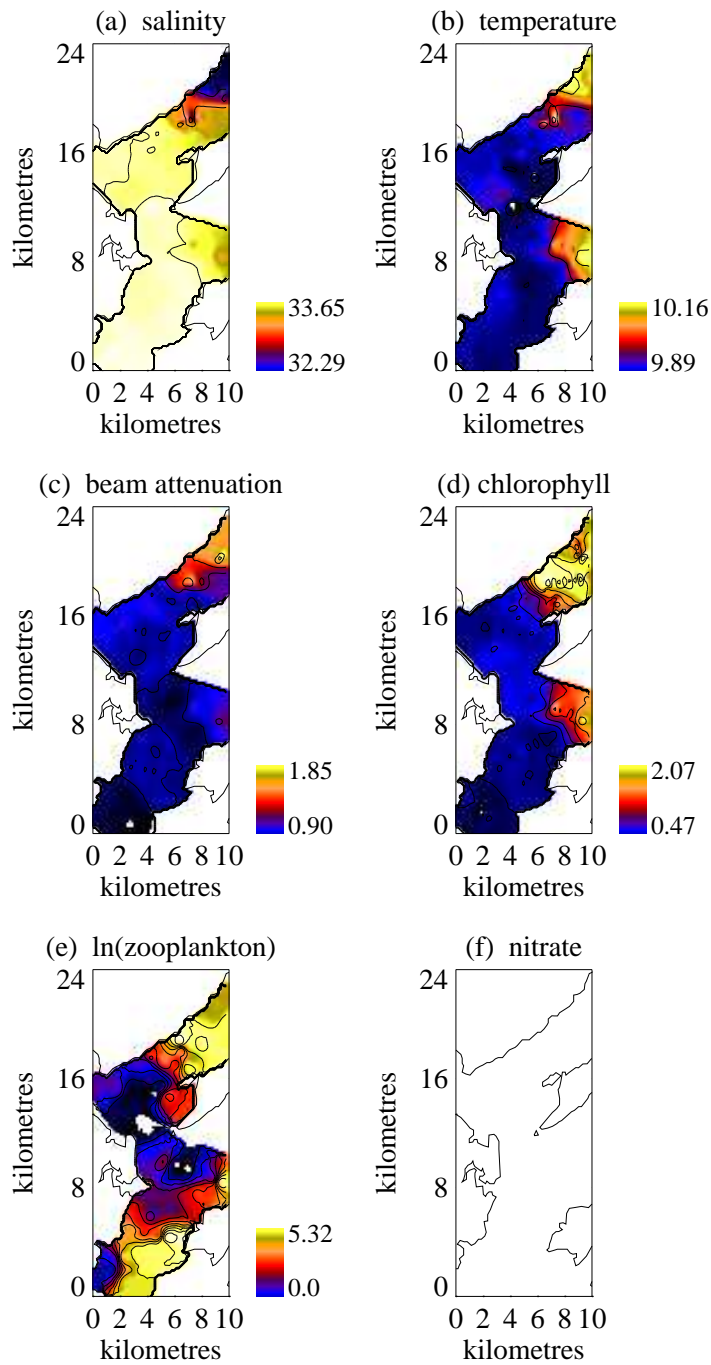 (a) salinity
24
16
8
0
kilometres
0 2 4 6 8 10
kilometres
33.65
32.29
(b) temperature
24
16
8
0
kilometres
0 2 4 6 8 10
kilometres
10.16
9.89
(c) beam attenuation
24
16
8
0
kilometres
0 2 4 6 8 10
kilometres
1.85
0.90
(d) chlorophyll
24
16
8
0
kilometres
0 2 4 6 8 10
kilometres
2.07
0.47
(e) ln(zooplankton)
24
16
8
0
kilometres
0 2 4 6 8 10
kilometres
5.32
0.0
(f) nitrate
24
16
8
0
kilometres
0 2 4 6 8 10
kilometres